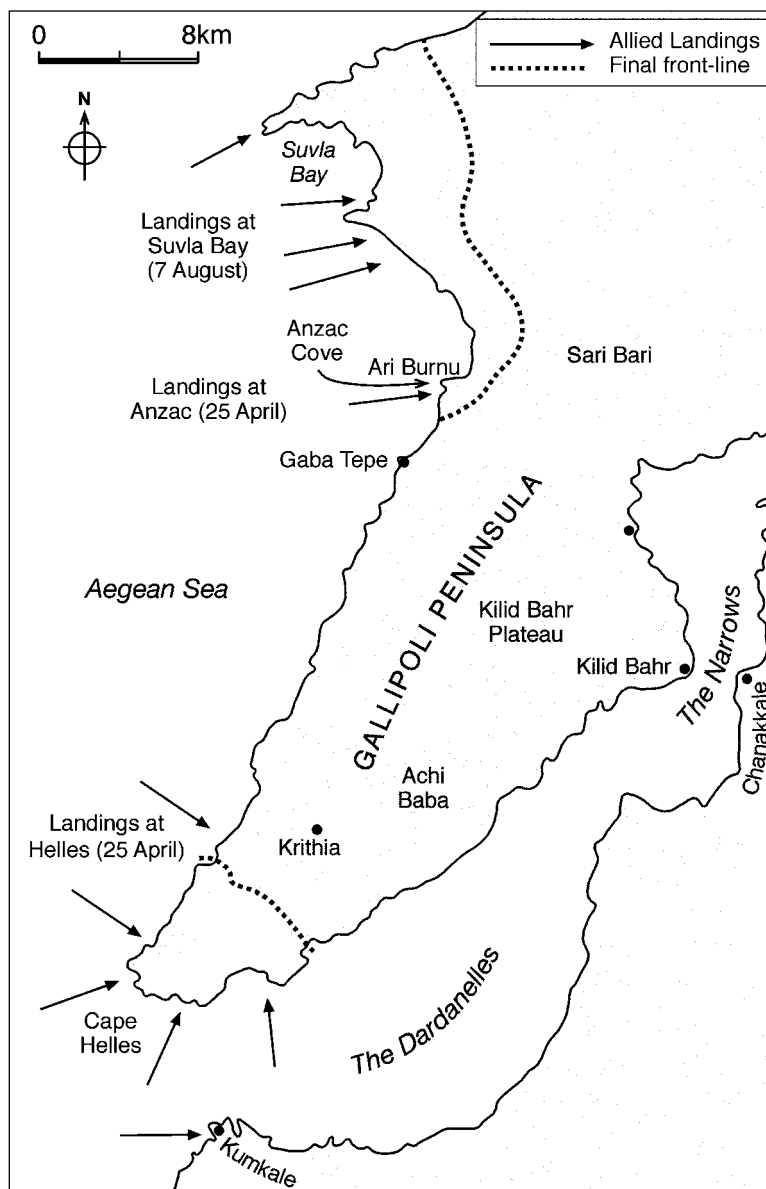 0 8km
Allied Landings
Final front-line
N
Suvla
Bay
Landings at
Suvla Bay
(7 August)
Anzac
Cove
Ari Burnu
Sari Bari
Landings at
Anzac (25 April)
Gaba Tepe
GALLIPOLI PENINSULA
Aegean Sea
Kilid Bahr
Plateau
Kilid Bahr
The Narrows
Chanakkale
Achi
Baba
Landings at
Helles (25 April)
Krithia
Cape
Helles
The Dardanelles
Kumkale